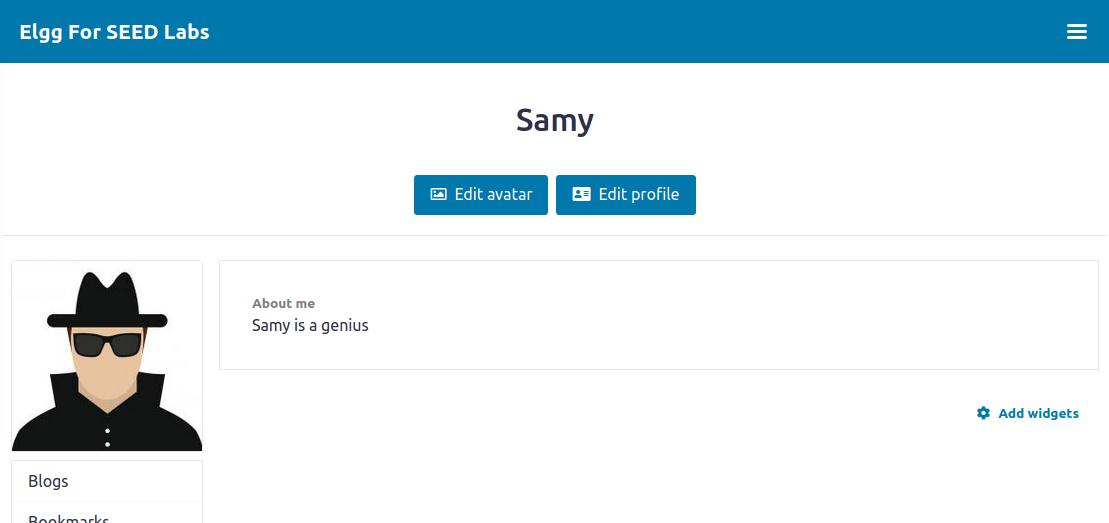 Elgg For SEED Labs
Samy
Edit avatar
Edit profile
About me
Samy is a genius
Add widgets
Blogs
Bookmarks